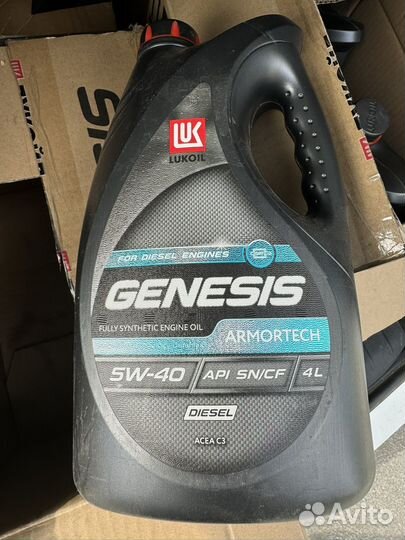 LUK
LUKOIL
FOR DIESEL ENGINES
GENESIS
FULLY SYNTHETIC ENGINE OIL
ARMORTECH
5W-40 API SN/CF 4L
DIESEL
ACEA C3
Avito